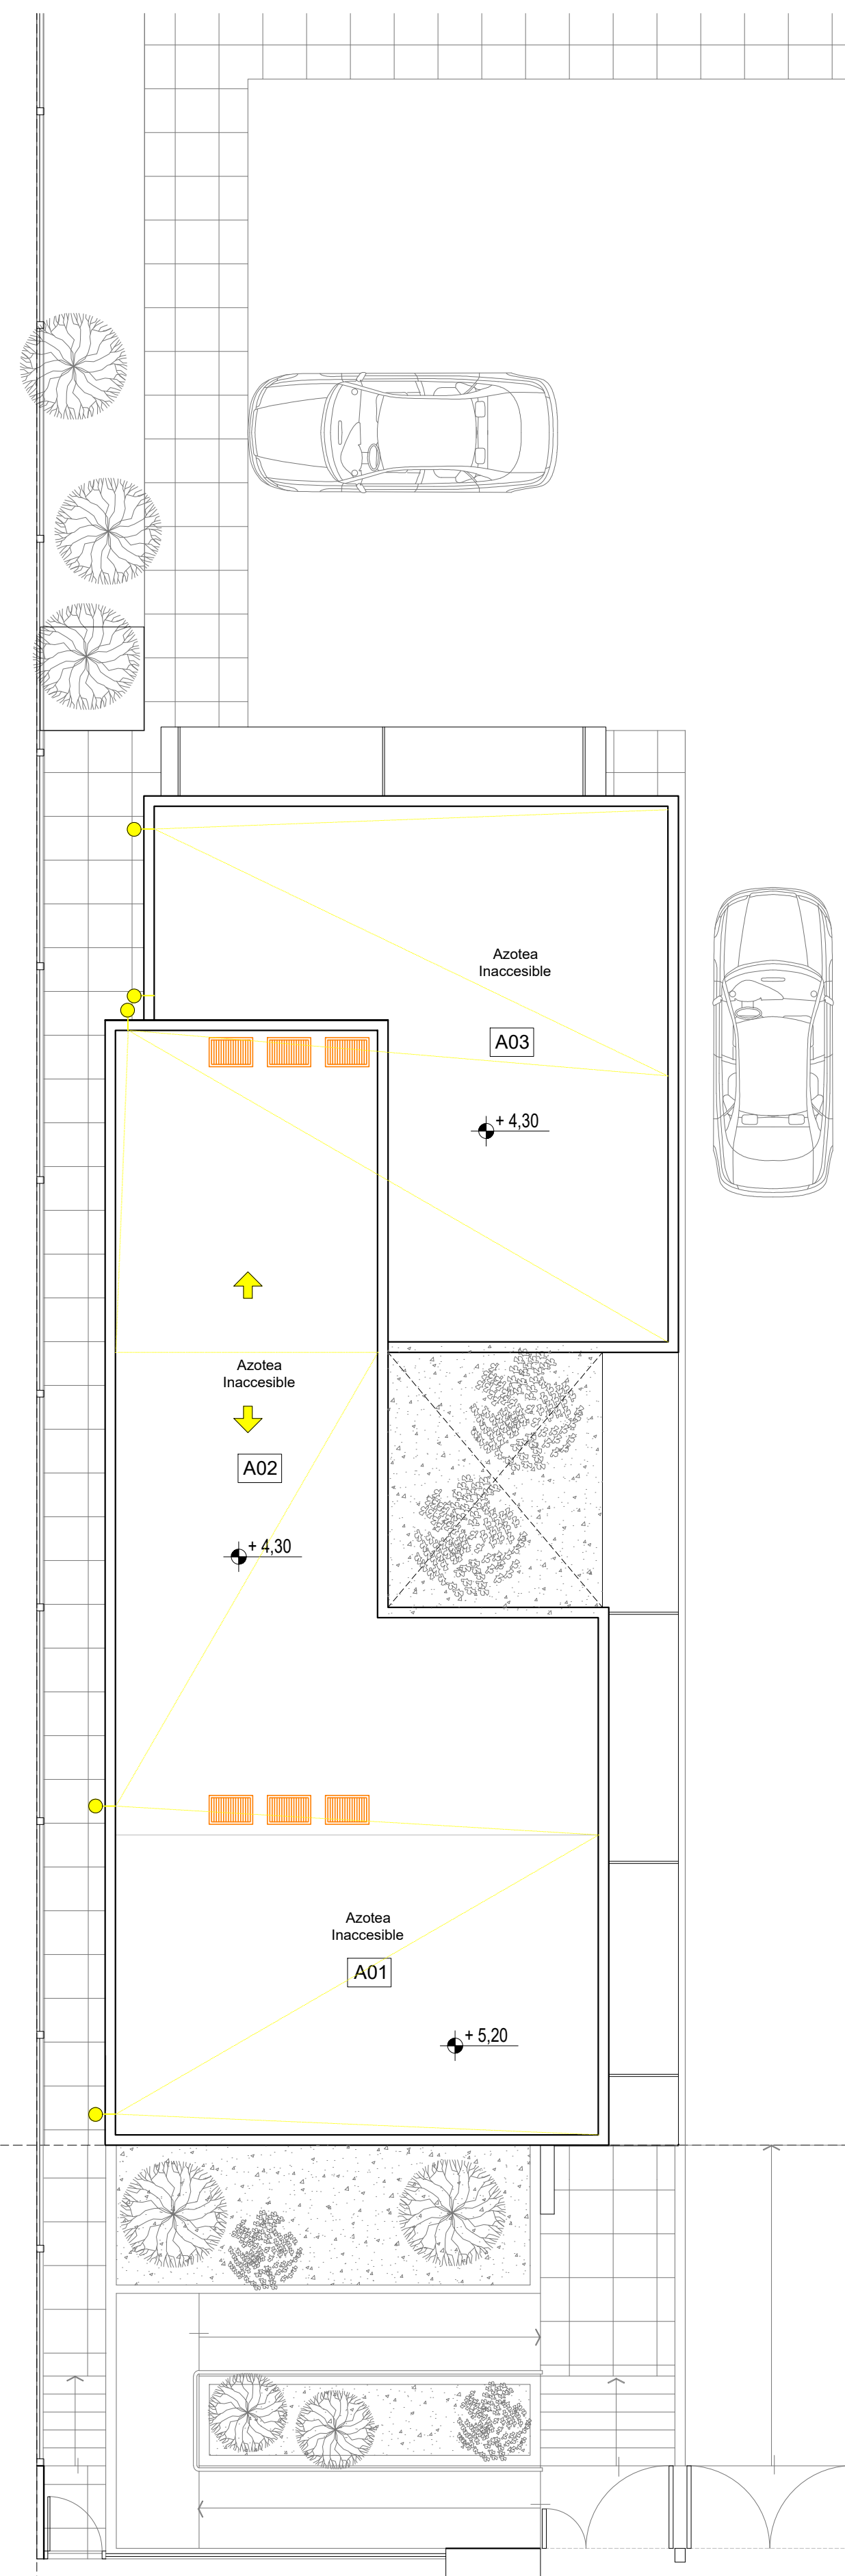 Azotea
Inaccesible
A03
+ 4,30
Azotea
Inaccesible
A02
+ 4,30
Azotea
Inaccesible
A01
+ 5,20